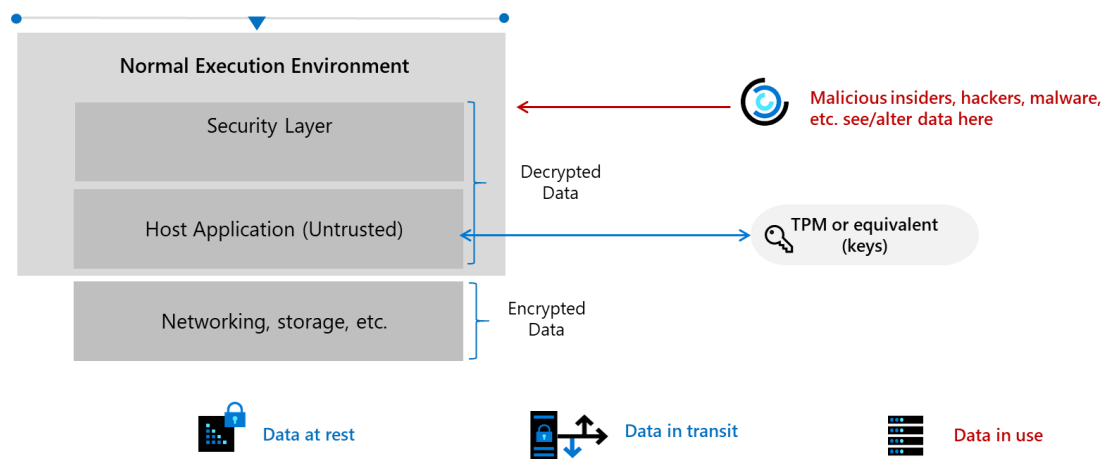 Normal Execution Environment
Security Layer
Malicious insiders, hackers, malware,
etc. see/alter data here
Decrypted
Data
Host Application (Untrusted)
TPM or equivalent
(keys)
Networking, storage, etc.
Encrypted
Data
Data at rest
Data in transit
Data in use